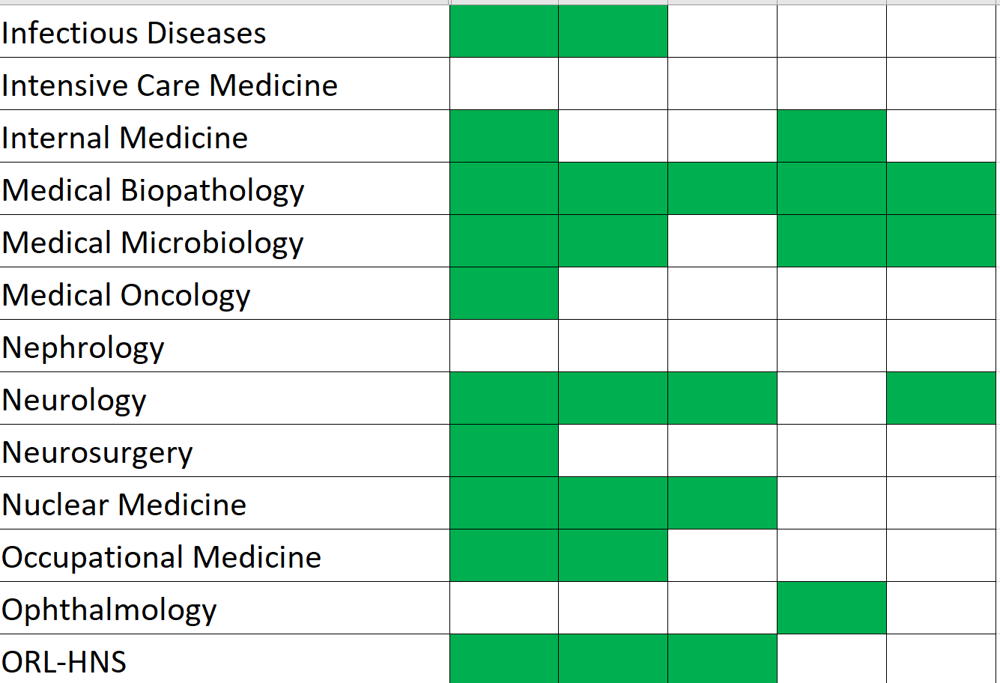 Infectious Diseases
Intensive Care Medicine
Internal Medicine
Medical Biopathology
Medical Microbiology
Medical Oncology
Nephrology
Neurology
Neurosurgery
Nuclear Medicine
Occupational Medicine
Ophthalmology
ORL-HNS